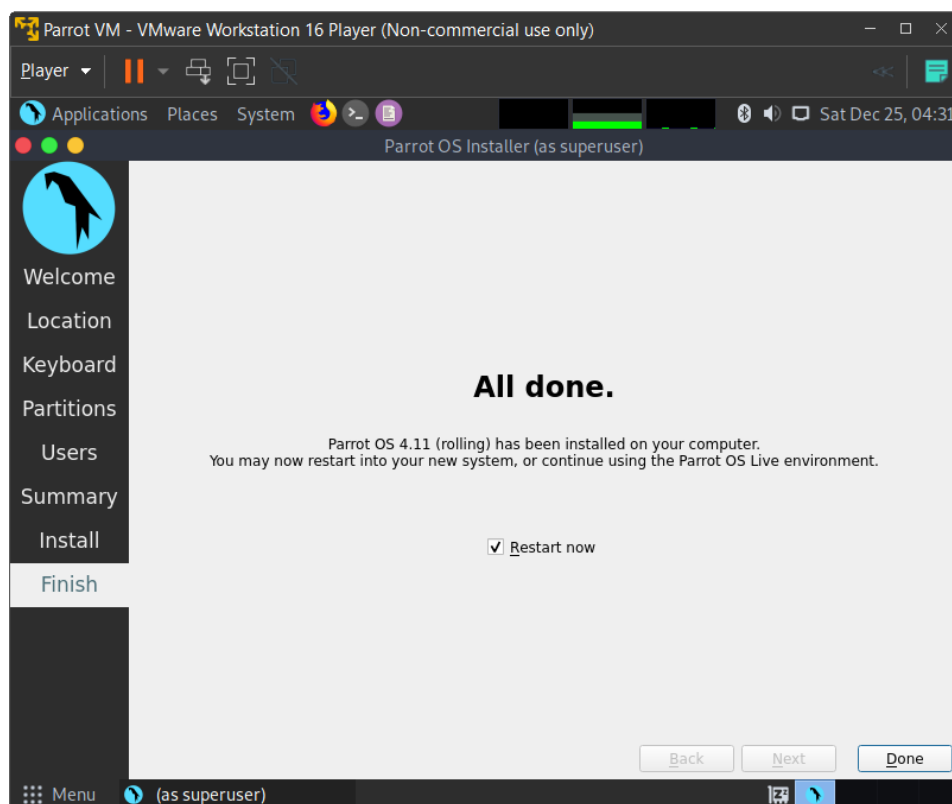 Parrot VM - VMware Workstation 16 Player (Non-commercial use only)
Player
Applications Places System Sat Dec 25, 04:31
Parrot OS Installer (as superuser)
Welcome
Location
Keyboard
Partitions
Users
Summary
Install
Finish
All done.
Parrot OS 4.11 (rolling) has been installed on your computer.
You may now restart into your new system, or continue using the Parrot OS Live environment.
Restart now
Back Next Done
Menu (as superuser)